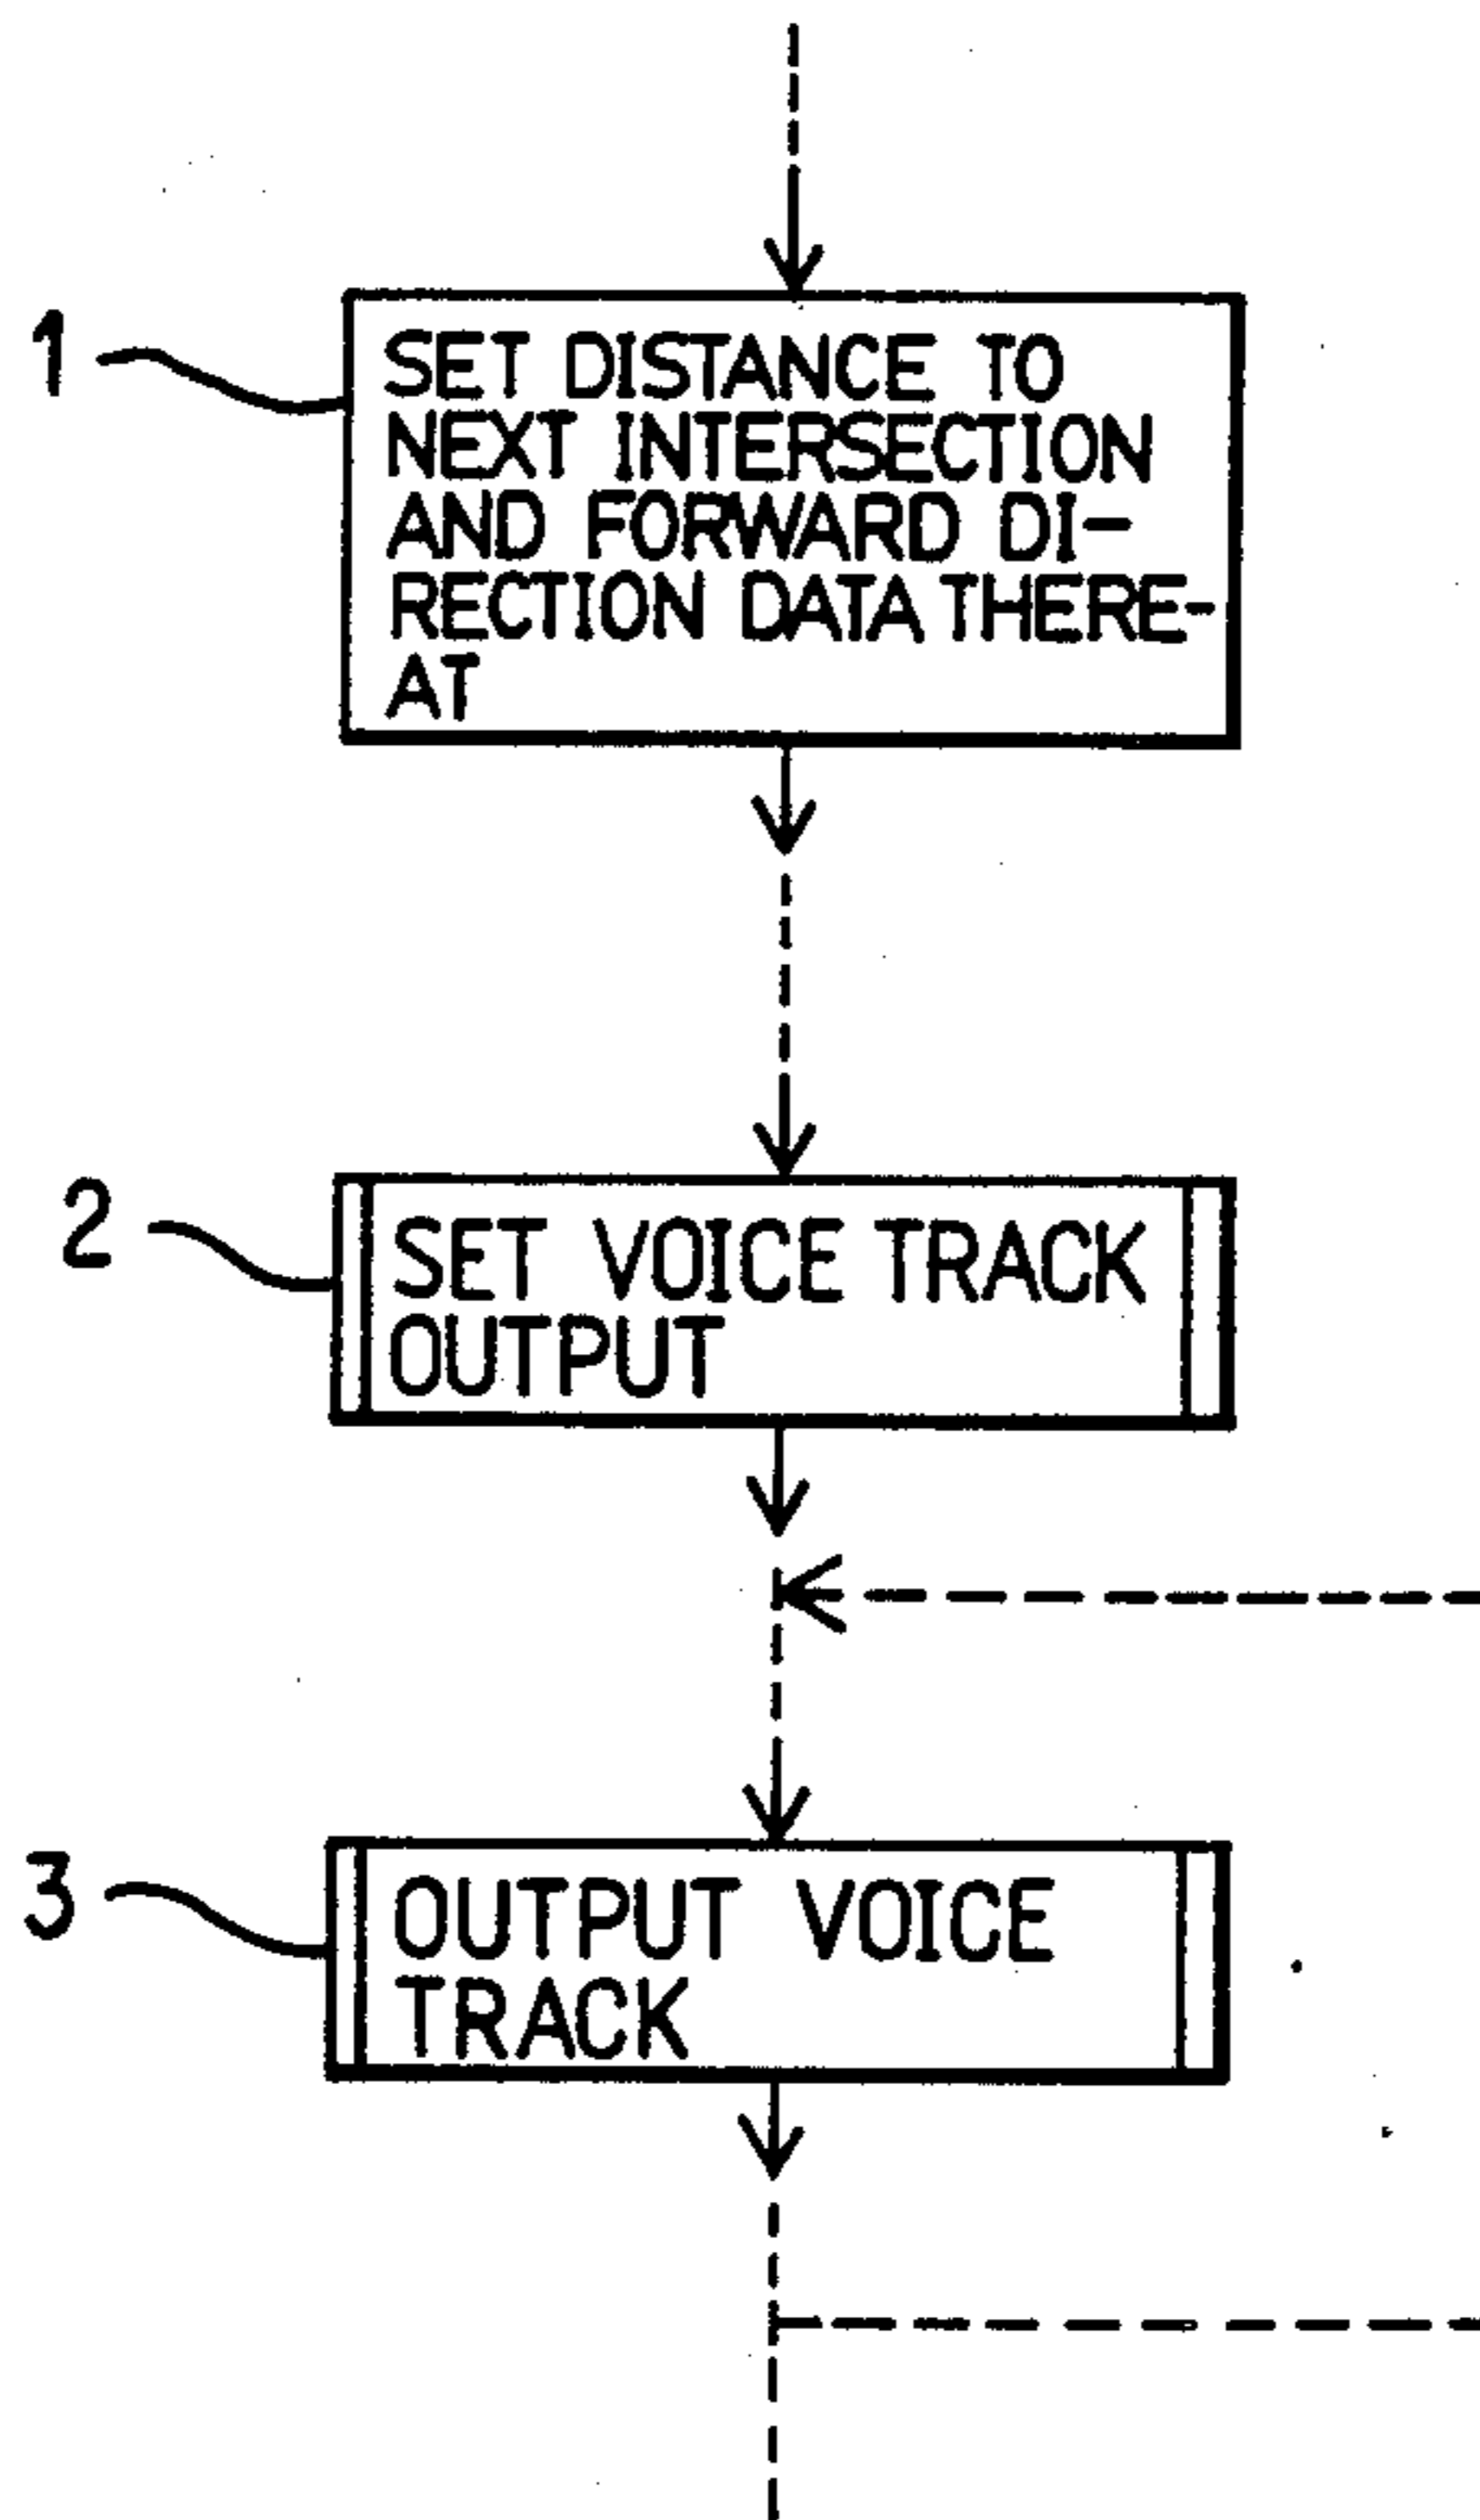 1
SET DISTANCE TO
NEXT INTERSECTION
AND FORWARD DI-
RECTION DATA THERE-
AT
2
SET VOICE TRACK
OUTPUT
3
OUTPUT VOICE
TRACK